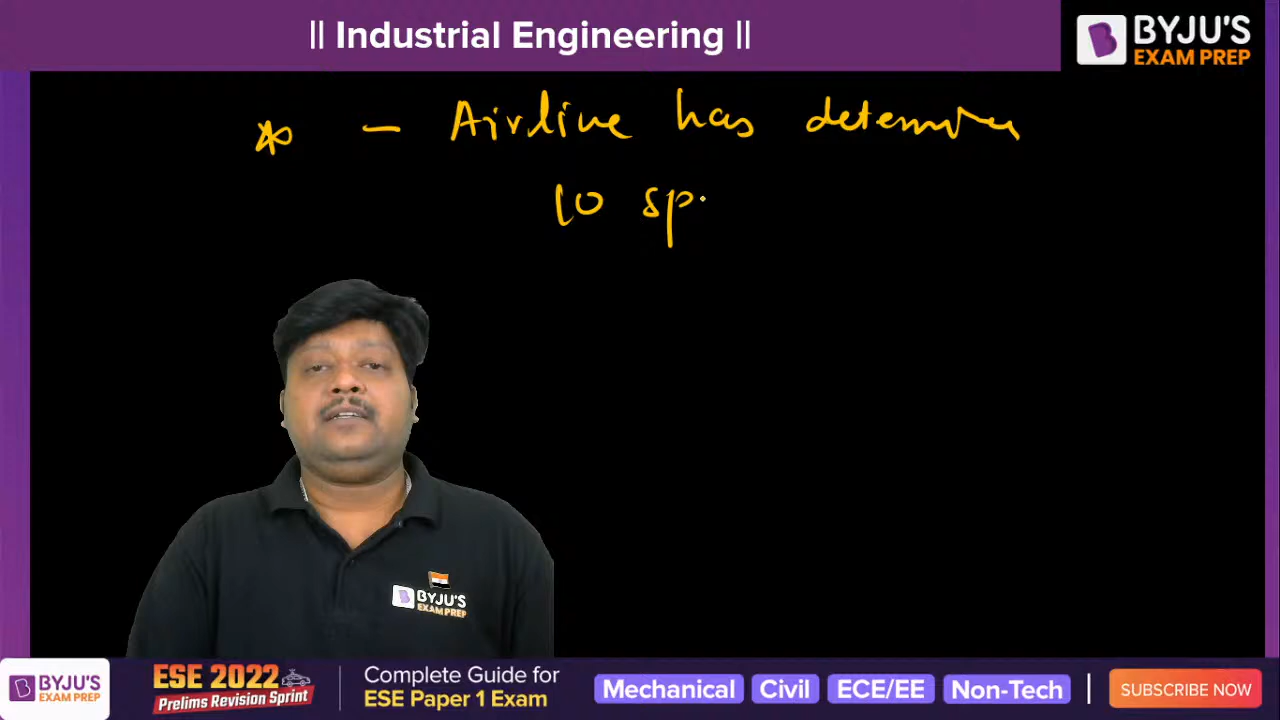 || Industrial Engineering ||
BYJU'S
EXAM PREP
* - Airline has determines
10 sp
BYJU'S
EXAM PREP
BYJU'S
EXAM PREP
ESE 2022
Prelims Revision Sprint
Complete Guide for
ESE Paper 1 Exam
Mechanical Civil ECE/EE Non-Tech
SUBSCRIBE NOW